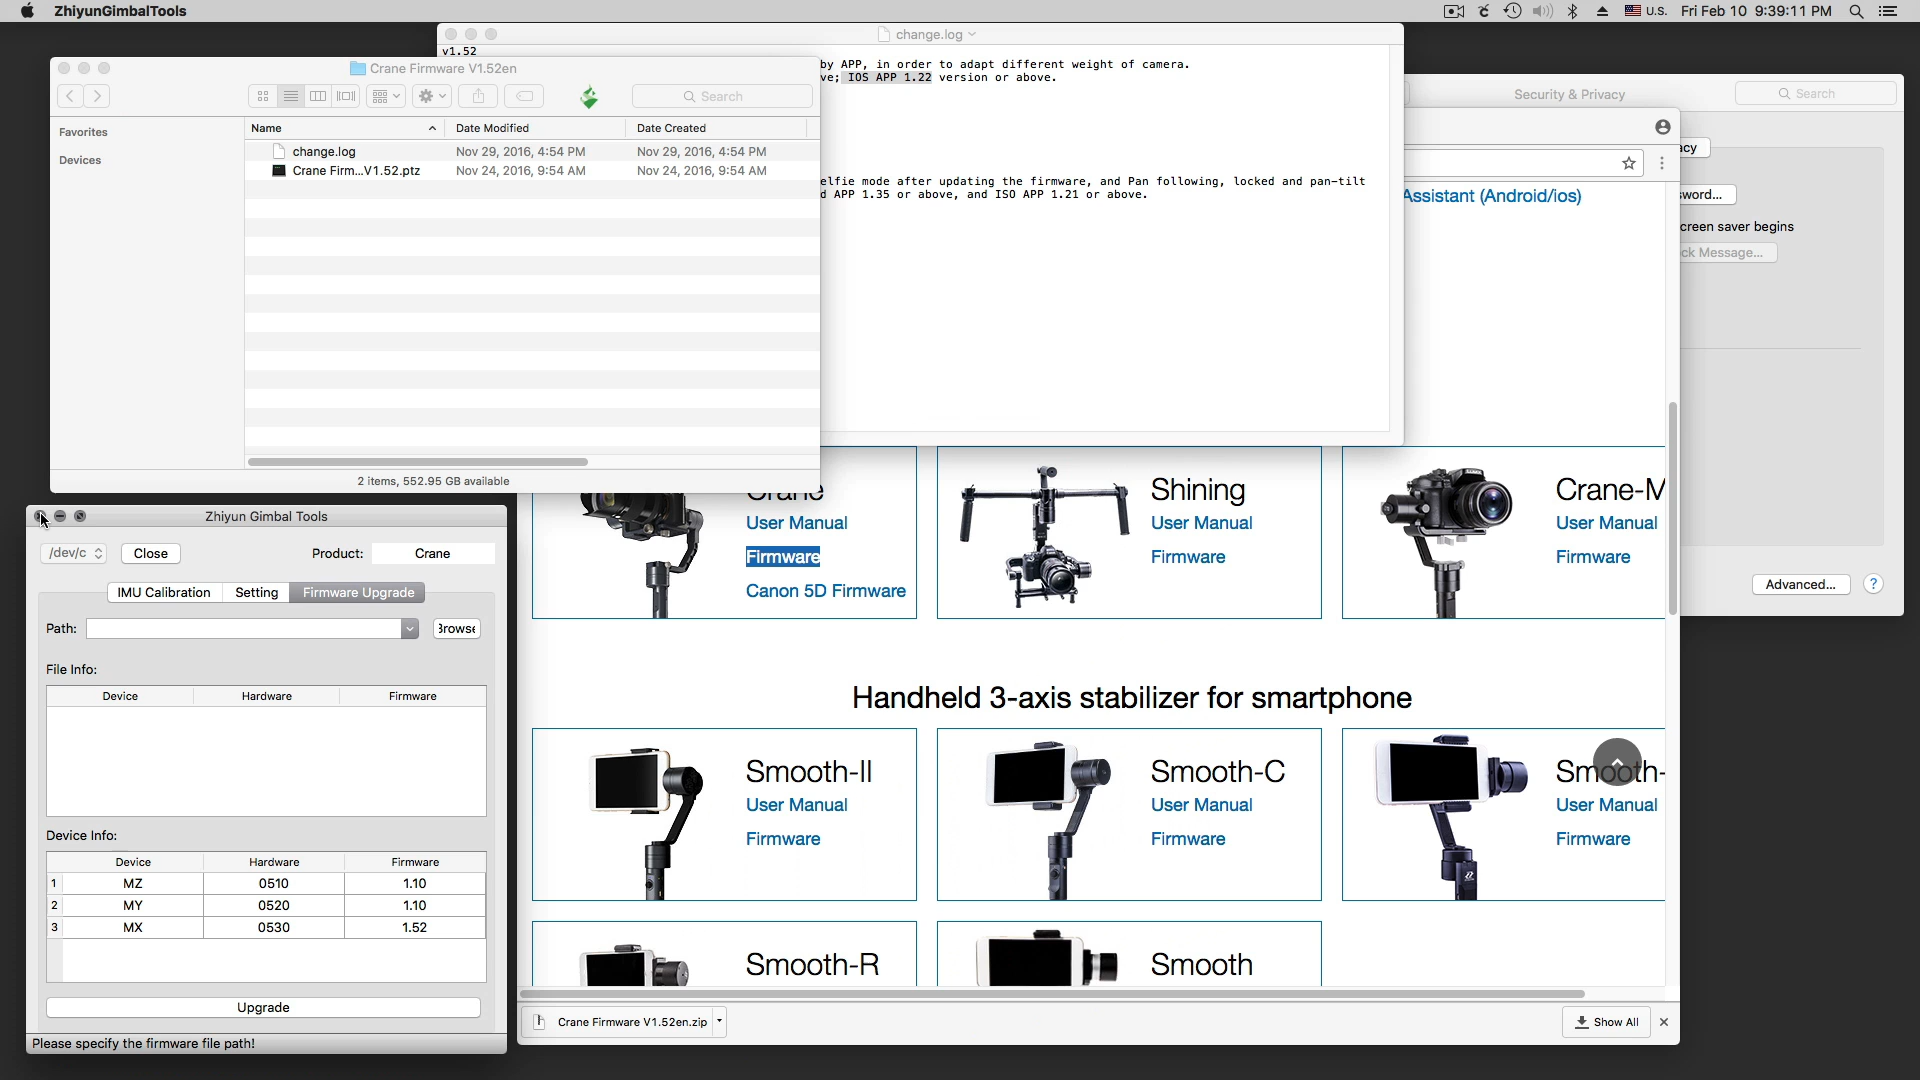 ZhiyunGimbalTools
U.S. Fri Feb 10 9:39:11 PM
change.log
v1.52
by APP, in order to adapt different weight of camera.
ve; IOS APP 1.22 version or above.
elfie mode after updating the firmware, and Pan following, locked and pan-tilt
d APP 1.35 or above, and ISO APP 1.21 or above.
Crane Firmware V1.52en
Search
Favorites
Devices
Name Date Modified Date Created
change.log Nov 29, 2016, 4:54 PM Nov 29, 2016, 4:54 PM
Crane Firm...V1.52.ptz Nov 24, 2016, 9:54 AM Nov 24, 2016, 9:54 AM
2 items, 552.95 GB available
Security & Privacy
Search
acy
sword...
creen saver begins
ck Message...
Advanced... ?
Assistant (Android/ios)
Crane
User Manual
Firmware
Canon 5D Firmware
Shining
User Manual
Firmware
Crane-M
User Manual
Firmware
Handheld 3-axis stabilizer for smartphone
Smooth-II
User Manual
Firmware
Smooth-C
User Manual
Firmware
Smooth-
User Manual
Firmware
Smooth-R
Smooth
Crane Firmware V1.52en.zip
Show All
Zhiyun Gimbal Tools
/dev/c Close Product: Crane
IMU Calibration Setting Firmware Upgrade
Path: Browse
File Info:
Device Hardware Firmware
Device Info:
Device Hardware Firmware
1 MZ 0510 1.10
2 MY 0520 1.10
3 MX 0530 1.52
Upgrade
Please specify the firmware file path!